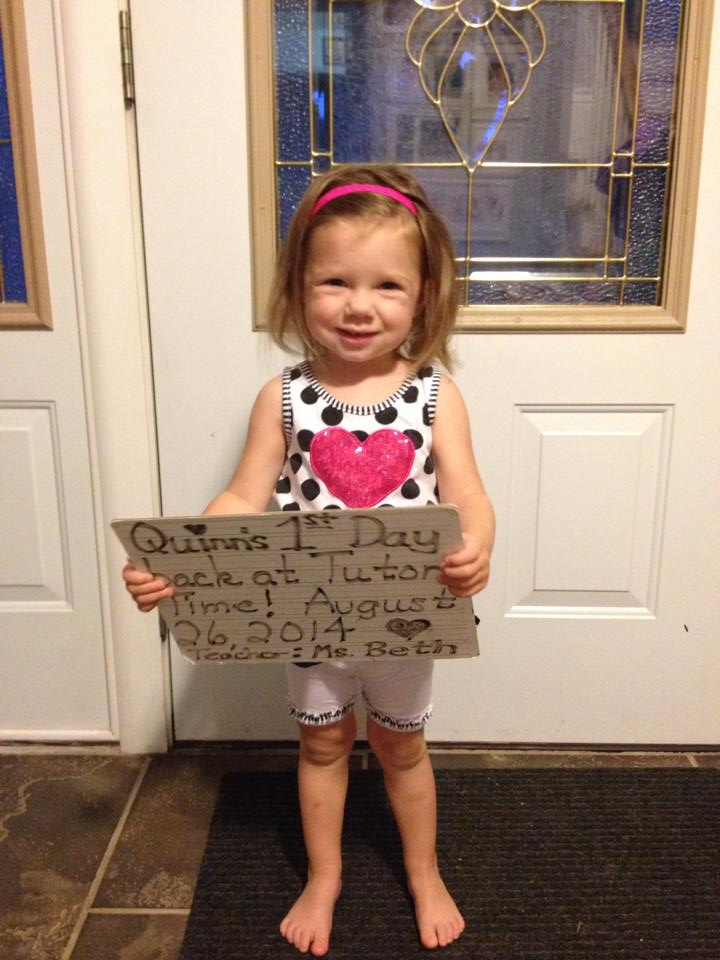 Quinn's 1st Day
back at Tutor
Time! August
26 2014
Teacher: Ms. Beth